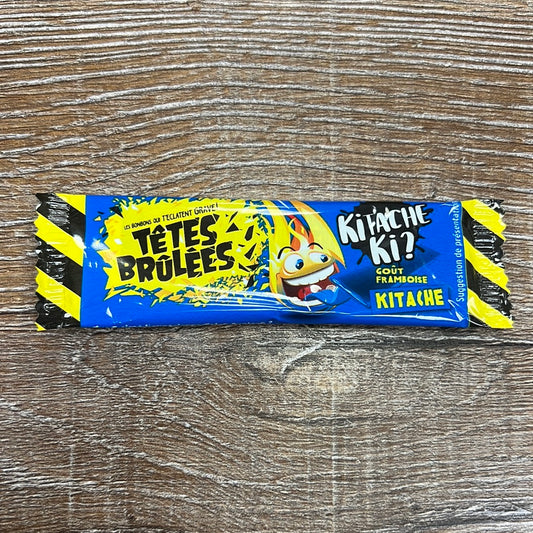 LES BONBONS QUI T'ÉCLATENT GRAVE!
TÊTES
BRÛLÉES
KITACHE
KI?
GOÛT
FRAMBOISE
KITACHE
Suggestion de présentation